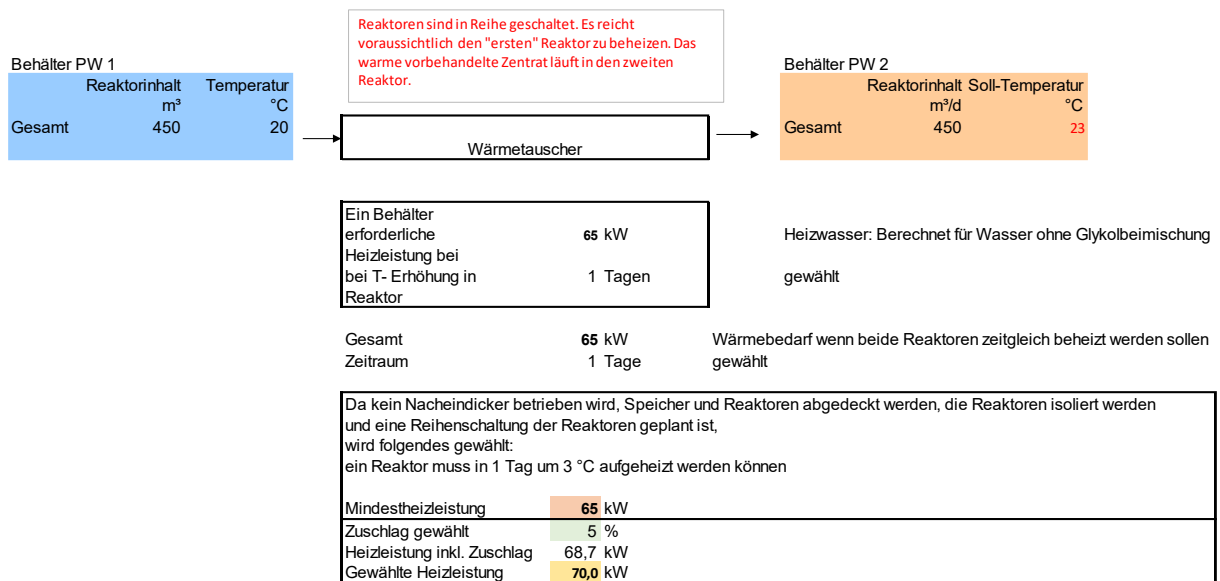 Reaktoren sind in Reihe geschaltet. Es reicht
voraussichtlich den "ersten" Reaktor zu beheizen. Das
warme vorbehandelte Zentrat läuft in den zweiten
Reaktor.
Behälter PW 1
Reaktorinhalt Temperatur
m³ °C
Gesamt 450 20
Wärmetauscher
Behälter PW 2
Reaktorinhalt Soll-Temperatur
m³/d °C
Gesamt 450 23
Ein Behälter
erforderliche 65 kW
Heizleistung bei
bei T- Erhöhung in 1 Tagen
Reaktor
Heizwasser: Berechnet für Wasser ohne Glykolbeimischung
gewählt
Gesamt 65 kW Wärmebedarf wenn beide Reaktoren zeitgleich beheizt werden sollen
Zeitraum 1 Tage gewählt
Da kein Nacheindicker betrieben wird, Speicher und Reaktoren abgedeckt werden, die Reaktoren isoliert werden
und eine Reihenschaltung der Reaktoren geplant ist,
wird folgendes gewählt:
ein Reaktor muss in 1 Tag um 3 °C aufgeheizt werden können
Mindestheizleistung 65 kW
Zuschlag gewählt 5 %
Heizleistung inkl. Zuschlag 68,7 kW
Gewählte Heizleistung 70,0 kW